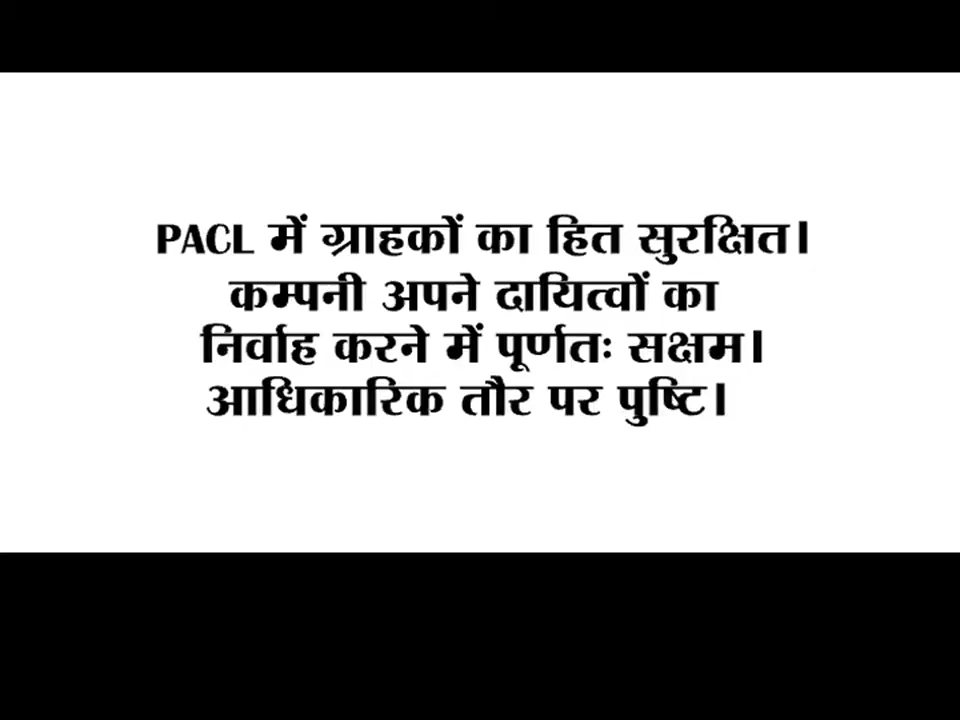 PACL में ग्राहकों का हित सुरक्षित।
कम्पनी अपने दायित्वों का
निर्वाह करने में पूर्णतः सक्षम।
आधिकारिक तौर पर पुष्टि।